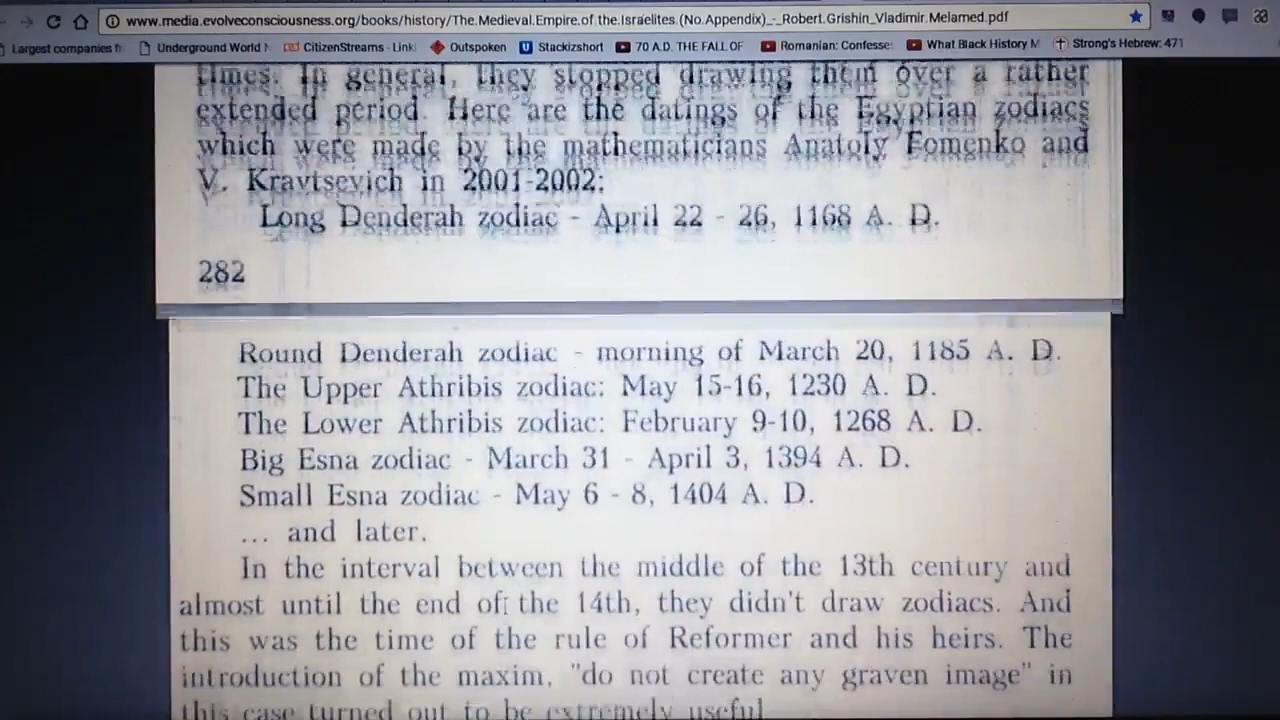 www.media.evolveconsciousness.org/books/history/The.Medieval.Empire.of.the.Israelites.(No.Appendix)_-_Robert.Grishin_Vladimir.Melamed.pdf
Largest companies Underground World CitizenStreams - Link Outspoken Stackizshort 70 A.D. THE FALL OF Romanian: Confesse What Black History M Strong's Hebrew: 471
times. In general, they stopped drawing them over a rather
extended period. Here are the datings of the Egyptian zodiacs
which were made by the mathematicians Anatoly Fomenko and
V. Kravtsevich in 2001-2002:
Long Denderah zodiac - April 22 - 26, 1168 A. D.
282
Round Denderah zodiac - morning of March 20, 1185 A. D.
The Upper Athribis zodiac: May 15-16, 1230 A. D.
The Lower Athribis zodiac: February 9-10, 1268 A. D.
Big Esna zodiac - March 31 - April 3, 1394 A. D.
Small Esna zodiac - May 6 - 8, 1404 A. D.
... and later.
In the interval between the middle of the 13th century and
almost until the end of the 14th, they didn't draw zodiacs. And
this was the time of the rule of Reformer and his heirs. The
introduction of the maxim, "do not create any graven image" in
this case turned out to be extremely useful